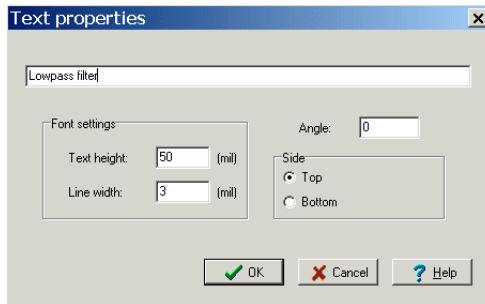 Text properties
Lowpass filter
Font settings
Text height: 50 (mil)
Line width: 3 (mil)
Angle: 0
Side
Top
Bottom
OK Cancel Help